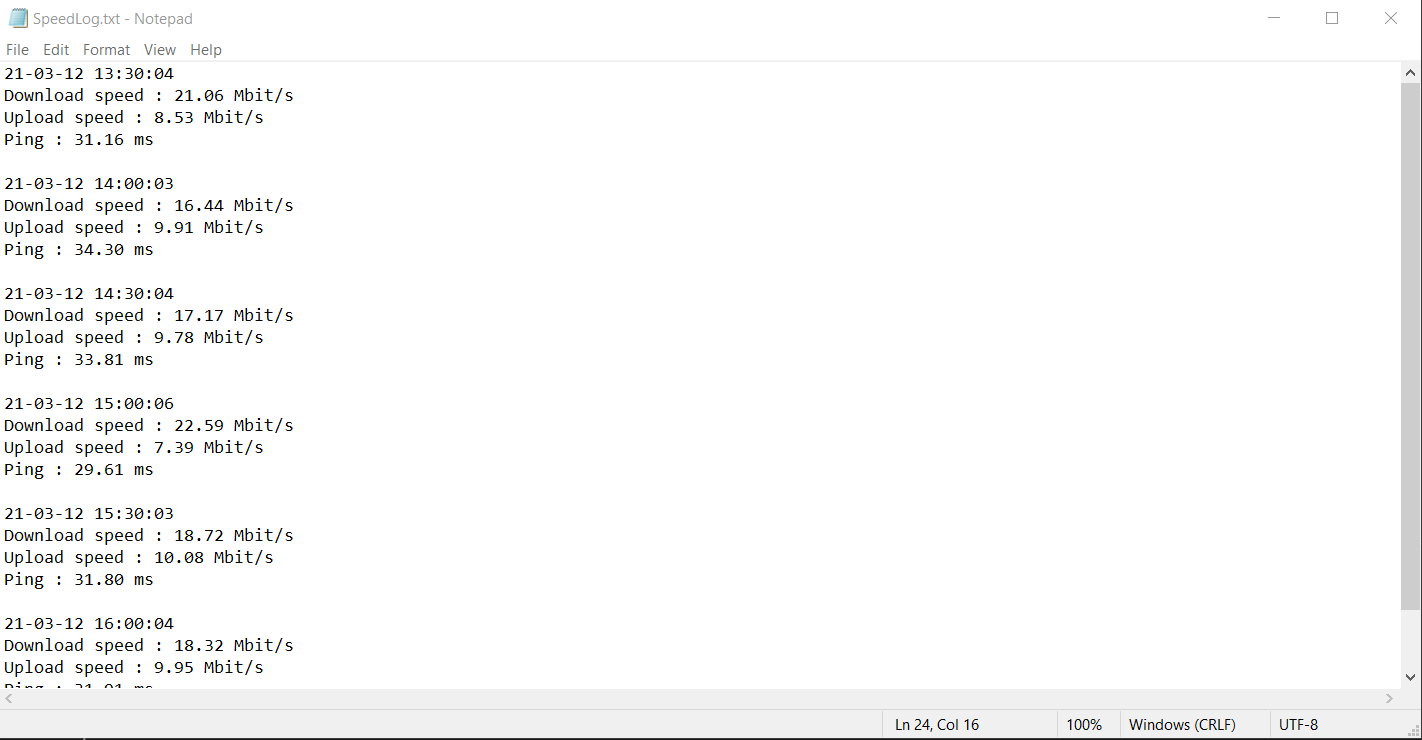 SpeedLog.txt - Notepad
File Edit Format View Help
21-03-12 13:30:04
Download speed : 21.06 Mbit/s
Upload speed : 8.53 Mbit/s
Ping : 31.16 ms
21-03-12 14:00:03
Download speed : 16.44 Mbit/s
Upload speed : 9.91 Mbit/s
Ping : 34.30 ms
21-03-12 14:30:04
Download speed : 17.17 Mbit/s
Upload speed : 9.78 Mbit/s
Ping : 33.81 ms
21-03-12 15:00:06
Download speed : 22.59 Mbit/s
Upload speed : 7.39 Mbit/s
Ping : 29.61 ms
21-03-12 15:30:03
Download speed : 18.72 Mbit/s
Upload speed : 10.08 Mbit/s
Ping : 31.80 ms
21-03-12 16:00:04
Download speed : 18.32 Mbit/s
Upload speed : 9.95 Mbit/s
Ping :
Ln 24, Col 16 100% Windows (CRLF) UTF-8